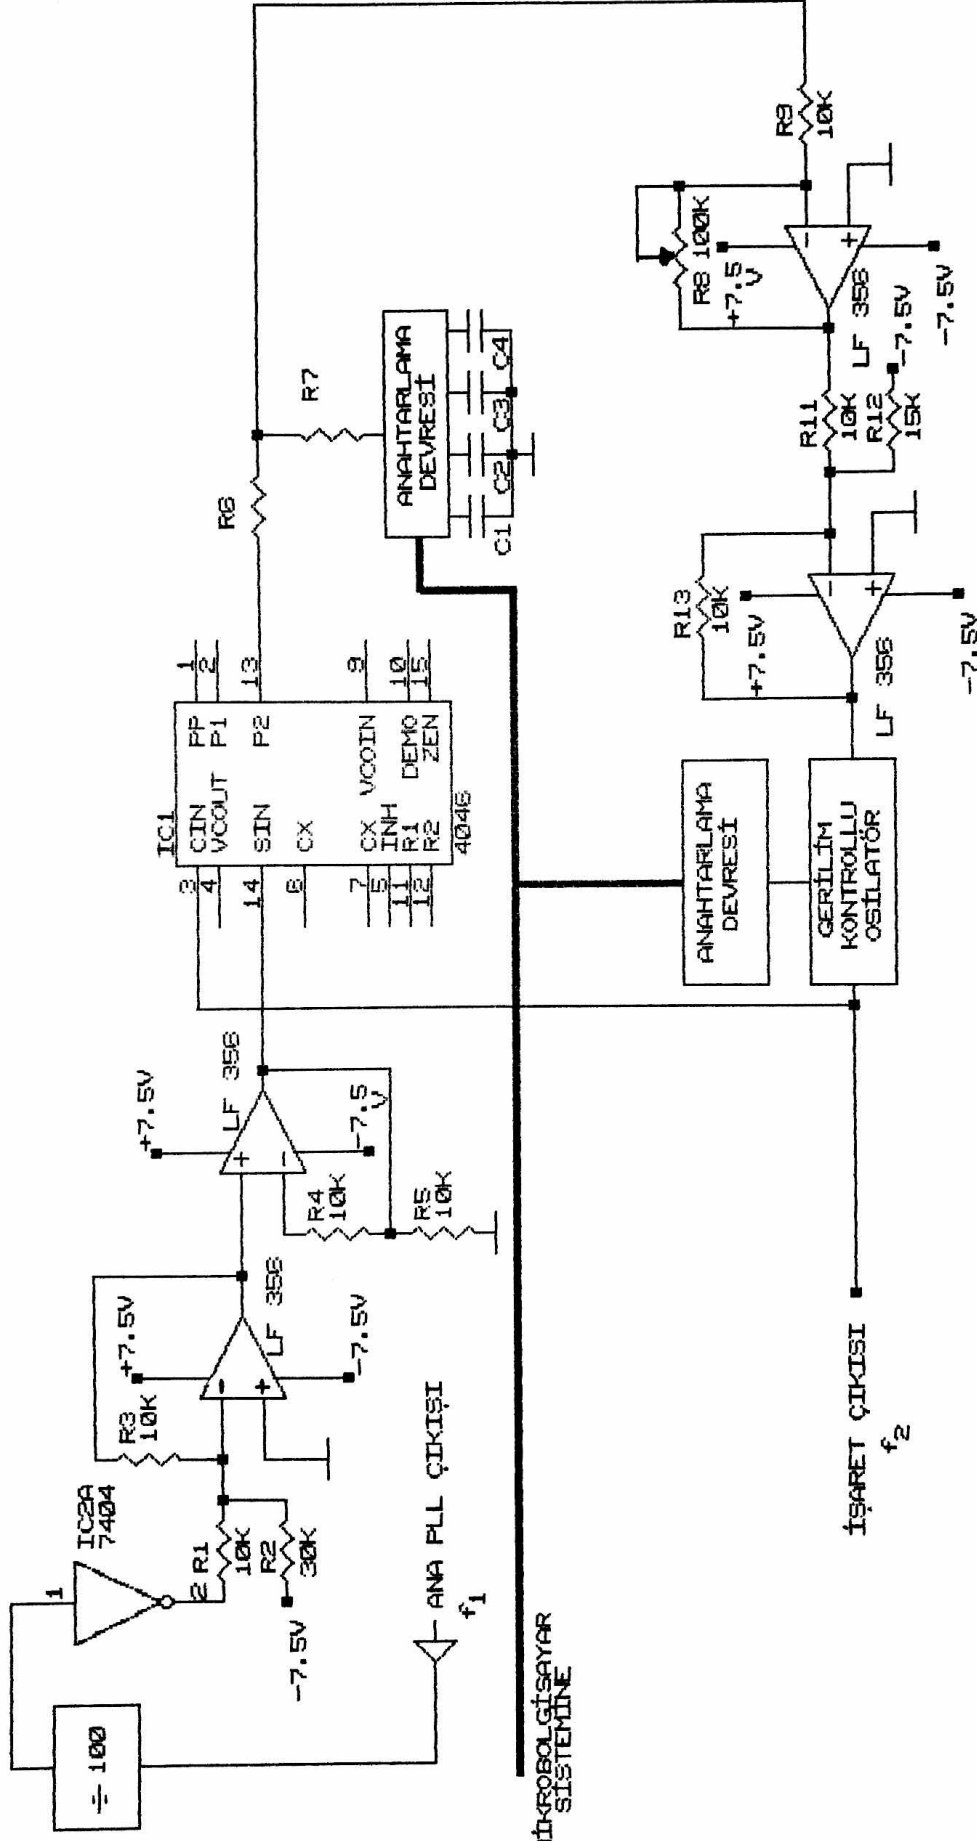 ÷ 100
IC2A
7404
1
2
R1
10K
R2
30K
-7.5V
R3
10K
+7.5V
-7.5V
LF 356
ANA PLL ÇIKIŞI
f1
+7.5V
LF 356
-7.5
V
R4
10K
R5
10K
IC1
3
4
14
6
7
5
11
12
CIN
VCOUT
SIN
CX
CX
INH
R1
R2
PP
P1
P2
VCOIN
DEMO
ZEN
1
2
13
9
10
15
4046
R6
R7
ANAHTARLAMA
DEVRESİ
C1
C2
C3
C4
R9
10K
R8 100K
+7.5
V
-7.5V
LF 356
R11
10K
R12
15K
-7.5V
R13
10K
+7.5V
-7.5V
LF 356
ANAHTARLAMA
DEVRESİ
GERİLİM
KONTROLLU
OSİLATÖR
İŞARET ÇIKISI
f2
MİKROBOLGİSAYAR
SİSTEMİNE